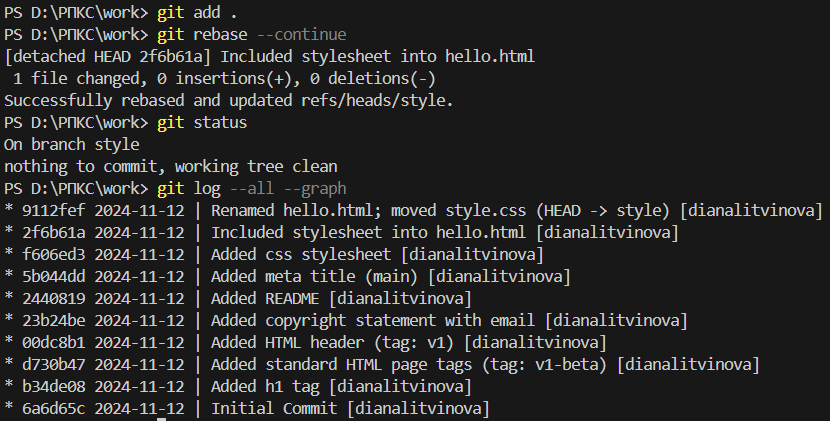 PS D:\РПКС\work> git add .
PS D:\РПКС\work> git rebase --continue
[detached HEAD 2f6b61a] Included stylesheet into hello.html
 1 file changed, 0 insertions(+), 0 deletions(-)
Successfully rebased and updated refs/heads/style.
PS D:\РПКС\work> git status
On branch style
nothing to commit, working tree clean
PS D:\РПКС\work> git log --all --graph
* 9112fef 2024-11-12 | Renamed hello.html; moved style.css (HEAD -> style) [dianalitvinova]
* 2f6b61a 2024-11-12 | Included stylesheet into hello.html [dianalitvinova]
* f606ed3 2024-11-12 | Added css stylesheet [dianalitvinova]
* 5b044dd 2024-11-12 | Added meta title (main) [dianalitvinova]
* 2440819 2024-11-12 | Added README [dianalitvinova]
* 23b24be 2024-11-12 | Added copyright statement with email [dianalitvinova]
* 00dc8b1 2024-11-12 | Added HTML header (tag: v1) [dianalitvinova]
* d730b47 2024-11-12 | Added standard HTML page tags (tag: v1-beta) [dianalitvinova]
* b34de08 2024-11-12 | Added h1 tag [dianalitvinova]
* 6a6d65c 2024-11-12 | Initial Commit [dianalitvinova]